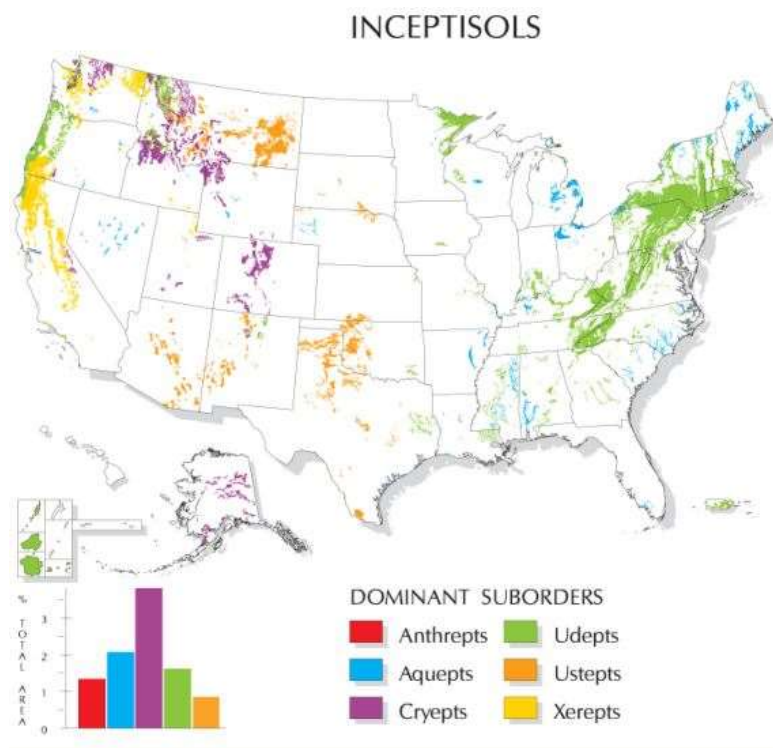 INCEPTISOLS
% TOTAL AREA
3
2
1
0
DOMINANT SUBORDERS
Anthrepts Udepts
Aquepts Ustepts
Cryepts Xerepts